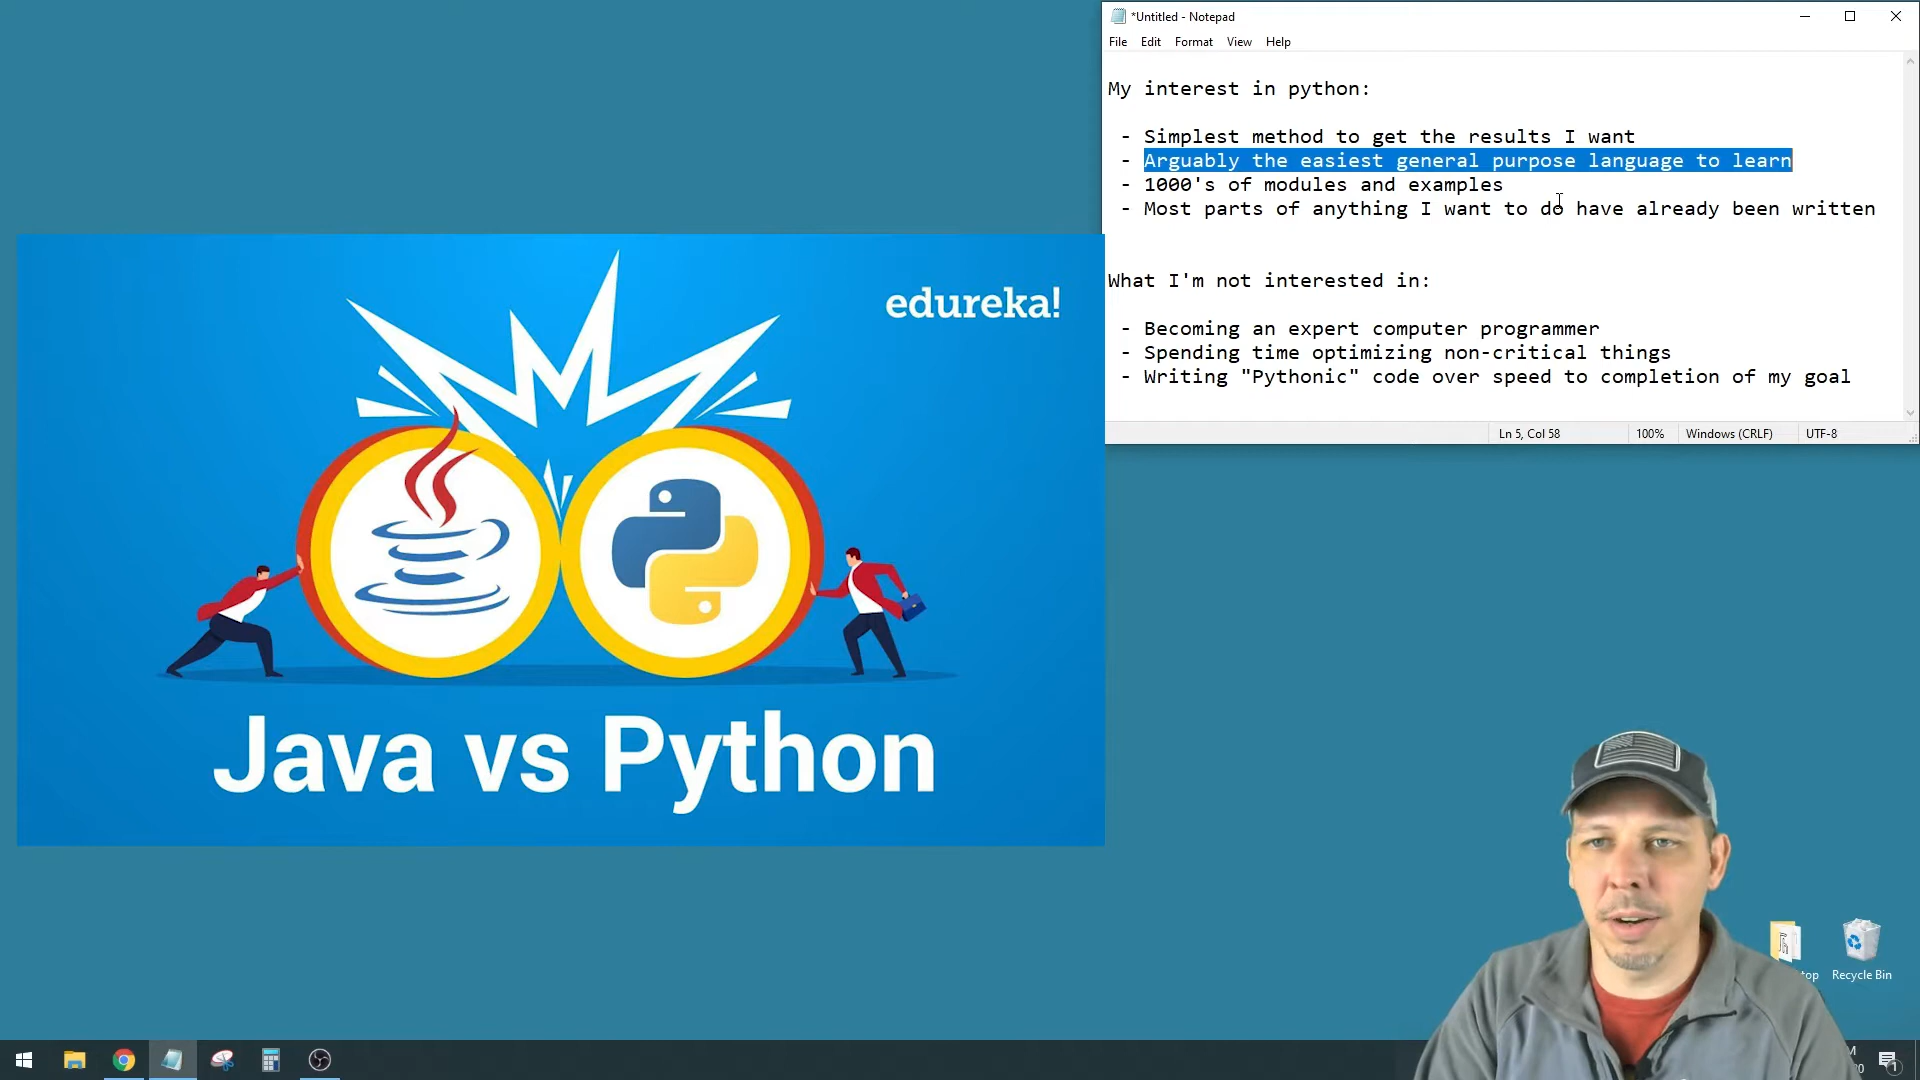 *Untitled - Notepad
File Edit Format View Help
My interest in python:
- Simplest method to get the results I want
- Arguably the easiest general purpose language to learn
- 1000's of modules and examples
- Most parts of anything I want to do have already been written
What I'm not interested in:
- Becoming an expert computer programmer
- Spending time optimizing non-critical things
- Writing "Pythonic" code over speed to completion of my goal
Ln 5, Col 58 100% Windows (CRLF) UTF-8
edureka!
Java vs Python
Recycle Bin